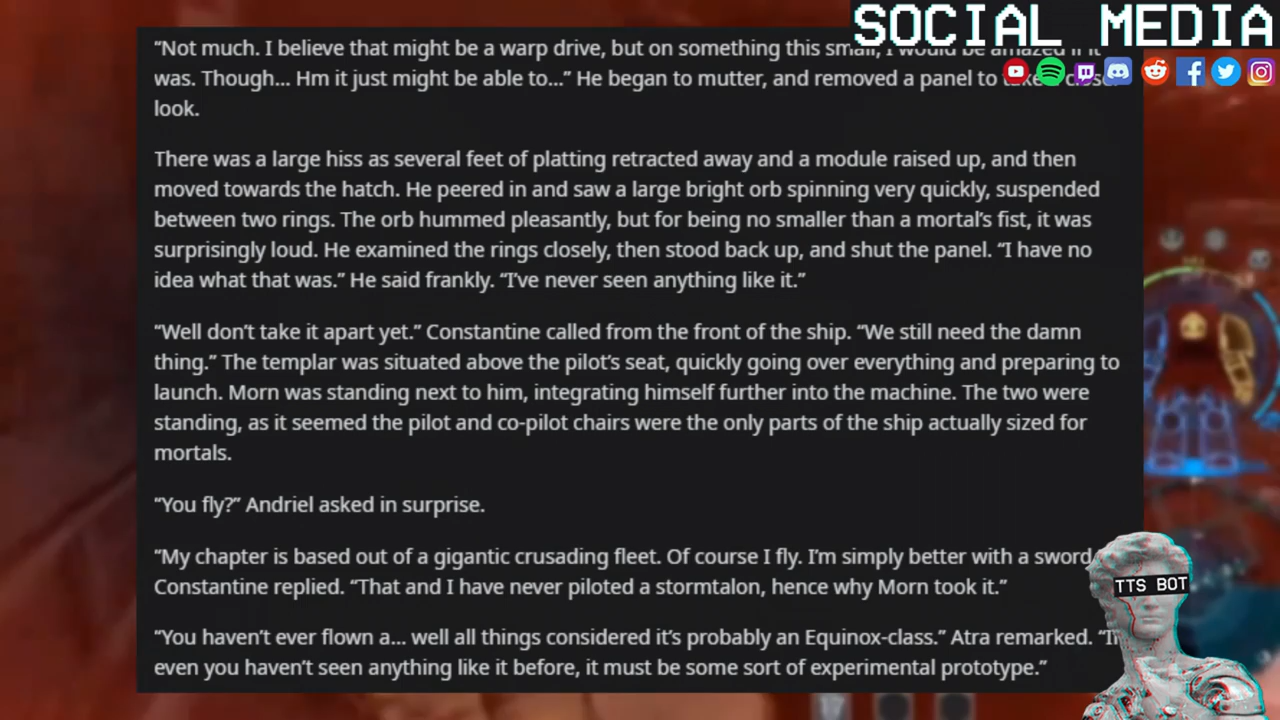 SOCIAL MEDIA
“Not much. I believe that might be a warp drive, but on something this small, I would be amazed if it
was. Though... Hm it just might be able to...” He began to mutter, and removed a panel to take a closer
look.
There was a large hiss as several feet of platting retracted away and a module raised up, and then
moved towards the hatch. He peered in and saw a large bright orb spinning very quickly, suspended
between two rings. The orb hummed pleasantly, but for being no smaller than a mortal’s fist, it was
surprisingly loud. He examined the rings closely, then stood back up, and shut the panel. “I have no
idea what that was.” He said frankly. “I’ve never seen anything like it.”
“Well don’t take it apart yet.” Constantine called from the front of the ship. “We still need the damn
thing.” The templar was situated above the pilot’s seat, quickly going over everything and preparing to
launch. Morn was standing next to him, integrating himself further into the machine. The two were
standing, as it seemed the pilot and co-pilot chairs were the only parts of the ship actually sized for
mortals.
“You fly?” Andriel asked in surprise.
“My chapter is based out of a gigantic crusading fleet. Of course I fly. I’m simply better with a sword
Constantine replied. “That and I have never piloted a stormtalon, hence why Morn took it.”
“You haven’t ever flown a... well all things considered it’s probably an Equinox-class.” Atra remarked.
even you haven’t seen anything like it before, it must be some sort of experimental prototype.”
TTS BOT